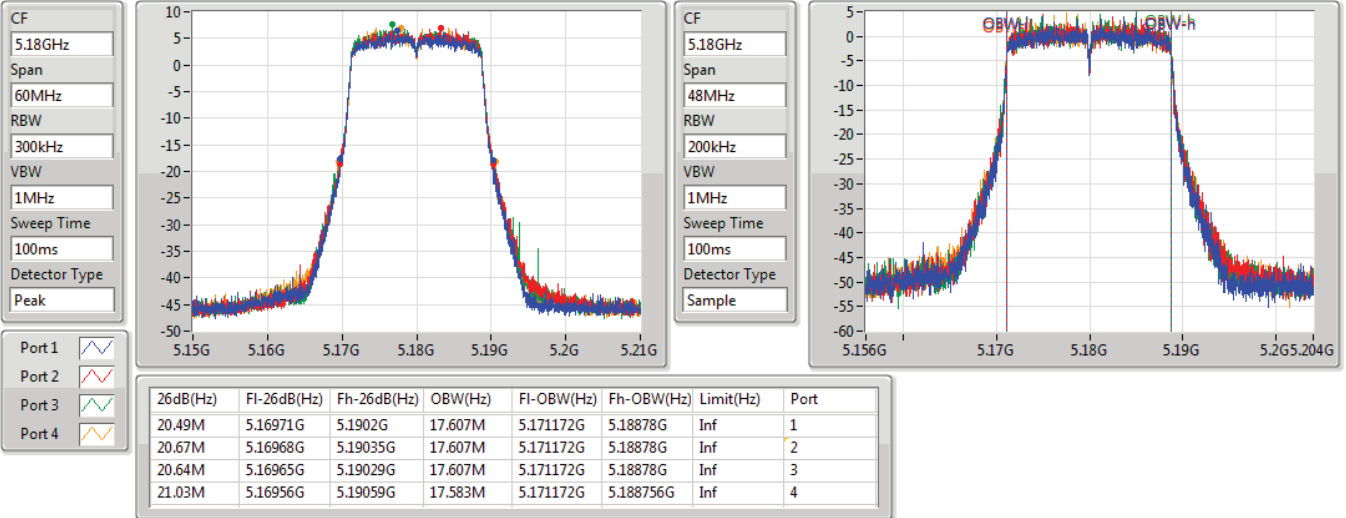 CF
5.18GHz
Span
60MHz
RBW
300kHz
VBW
1MHz
Sweep Time
100ms
Detector Type
Peak
10
5
0
-5
-10
-15
-20
-25
-30
-35
-40
-45
-50
5.15G 5.16G 5.17G 5.18G 5.19G 5.2G 5.21G
CF
5.18GHz
Span
48MHz
RBW
200kHz
VBW
1MHz
Sweep Time
100ms
Detector Type
Sample
5
0
-5
-10
-15
-20
-25
-30
-35
-40
-45
-50
-55
-60
OBW-l OBW-h
5.156G 5.17G 5.18G 5.19G 5.2G 5.204G
Port 1
Port 2
Port 3
Port 4
26dB(Hz) Fl-26dB(Hz) Fh-26dB(Hz) OBW(Hz) Fl-OBW(Hz) Fh-OBW(Hz) Limit(Hz) Port
20.49M 5.16971G 5.1902G 17.607M 5.171172G 5.18878G Inf 1
20.67M 5.16968G 5.19035G 17.607M 5.171172G 5.18878G Inf 2
20.64M 5.16965G 5.19029G 17.607M 5.171172G 5.18878G Inf 3
21.03M 5.16956G 5.19059G 17.583M 5.171172G 5.188756G Inf 4